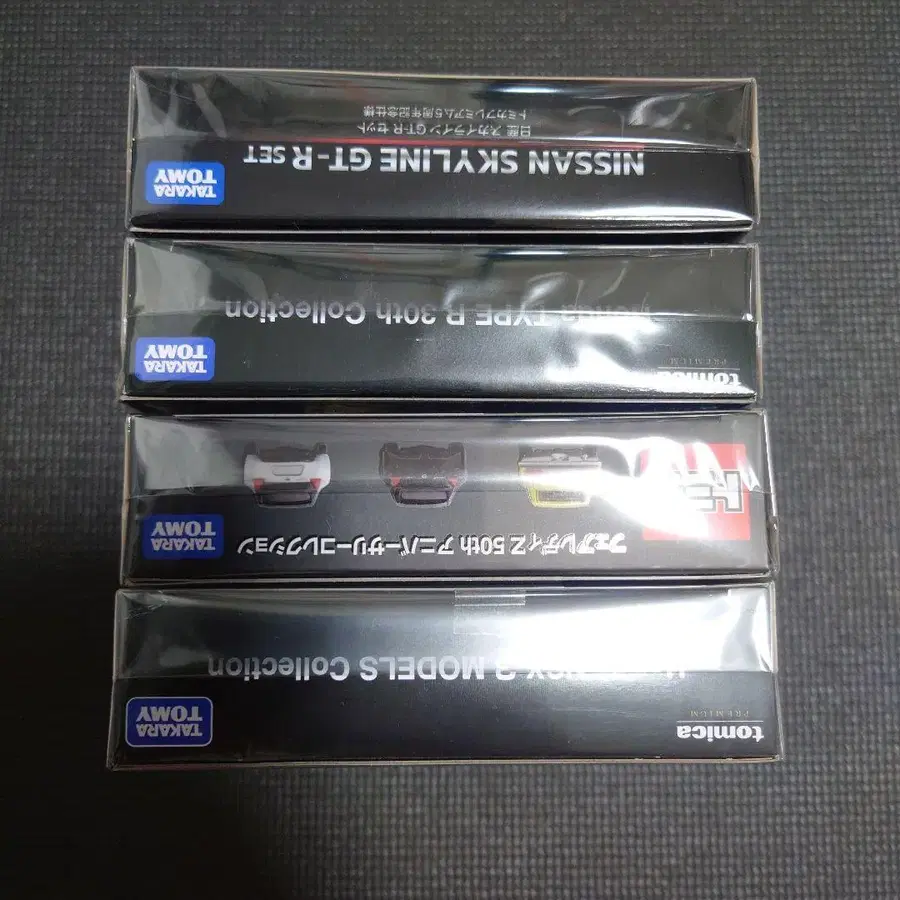 日産 スカイライン GT-R セット
トミカプレミアム5周年記念仕様
NISSAN SKYLINE GT-R SET
TAKARA
TOMY
TYPE R 30th Collection
TAKARA
TOMY
tomica
PREMIUM
フェアレディZ 50th アニバーサリーコレクション
TAKARA
TOMY
3 MODELS Collection
TAKARA
TOMY
tomica
PREMIUM